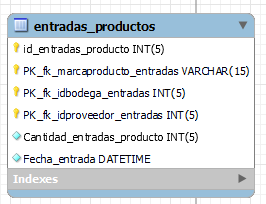 entradas_productos
id_entradas_producto INT(5)
PK_fk_marcaproducto_entradas VARCHAR(15)
PK_fk_idbodega_entradas INT(5)
PK_fk_idproveedor_entradas INT(5)
Cantidad_entradas_producto INT(5)
Fecha_entrada DATETIME
Indexes